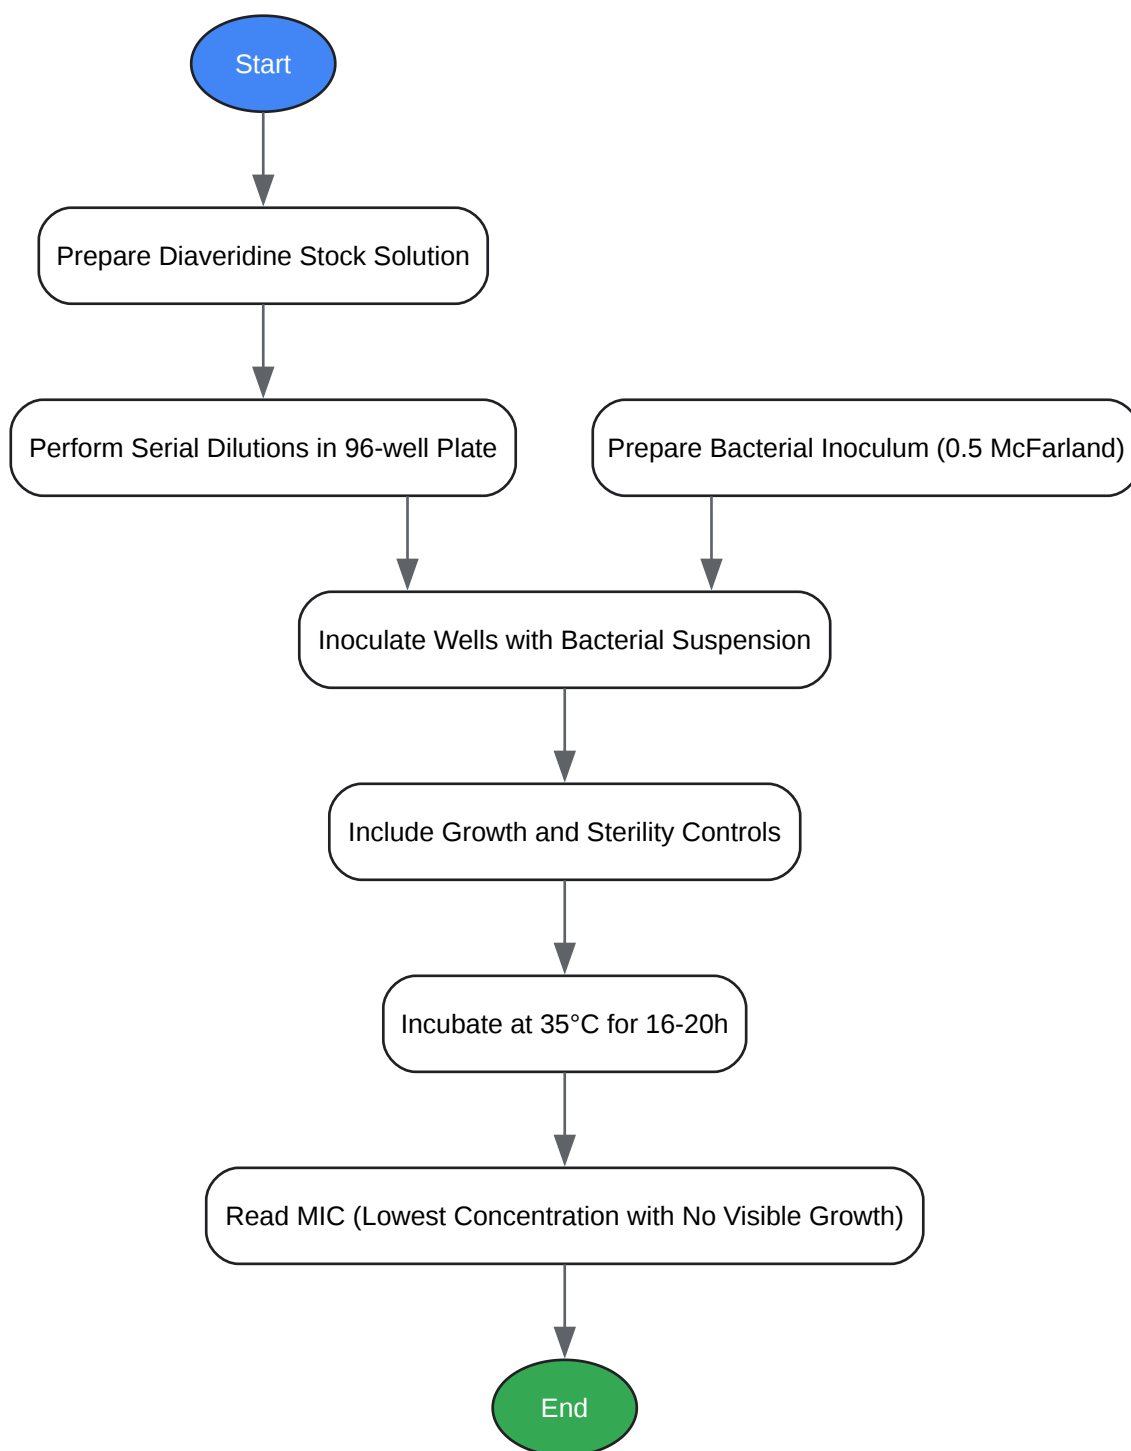 Start
Prepare Diaveridine Stock Solution
Perform Serial Dilutions in 96-well Plate
Prepare Bacterial Inoculum (0.5 McFarland)
Inoculate Wells with Bacterial Suspension
Include Growth and Sterility Controls
Incubate at 35°C for 16-20h
Read MIC (Lowest Concentration with No Visible Growth)
End